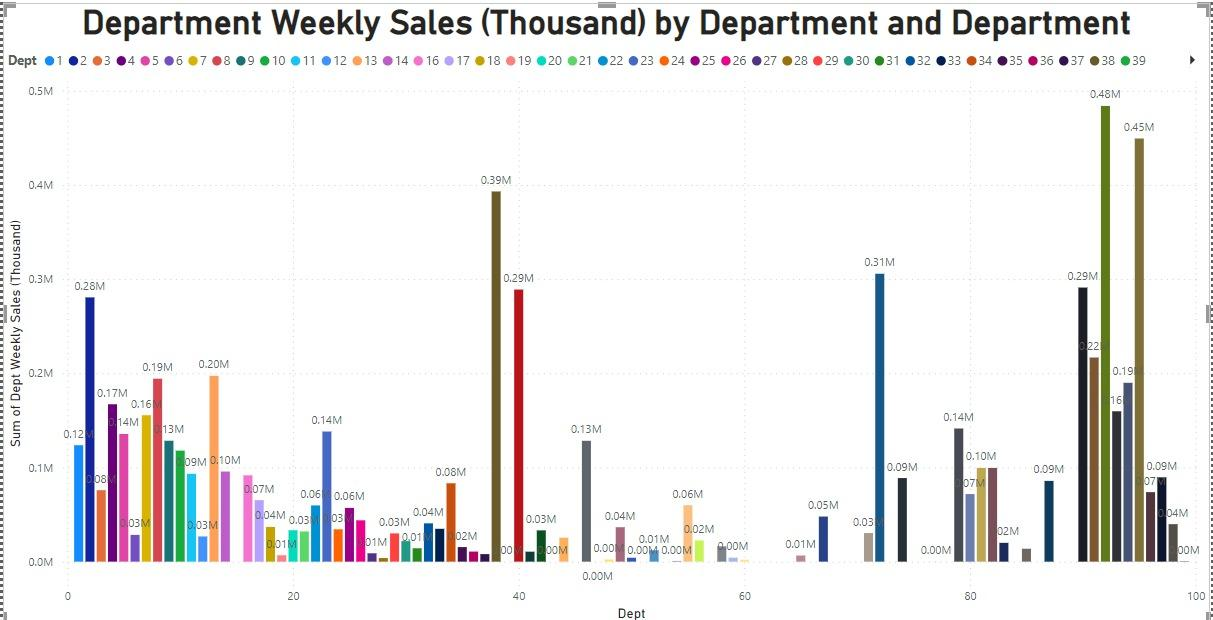 Department Weekly Sales (Thousand) by Department and Department
Dept 1 2 3 4 5 6 7 8 9 10 11 12 13 14 16 17 18 19 20 21 22 23 24 25 26 27 28 29 30 31 32 33 34 35 36 37 38 39
0.5M
0.48M
0.45M
0.4M
0.39M
0.31M
0.3M
0.29M
0.29M
0.28M
0.22M
0.2M
0.20M
0.19M
0.19M
0.17M
0.16M
0.14M
0.14M
0.14M
0.13M
0.13M
0.12M
0.1M
0.10M
0.10M
0.09M
0.09M
0.09M
0.09M
0.08M
0.08M
0.07M
0.07M
0.07M
0.06M
0.06M
0.06M
0.05M
0.04M
0.04M
0.04M
0.04M
0.03M
0.03M
0.03M
0.03M
0.03M
0.03M
0.03M
0.02M
0.02M
0.01M
0.01M
0.01M
0.00M
0.00M
0.00M
0.00M
0.00M
0.00M
0.00M
0.0M
Sum of Dept Weekly Sales (Thousand)
0 20 40 60 80 100
Dept